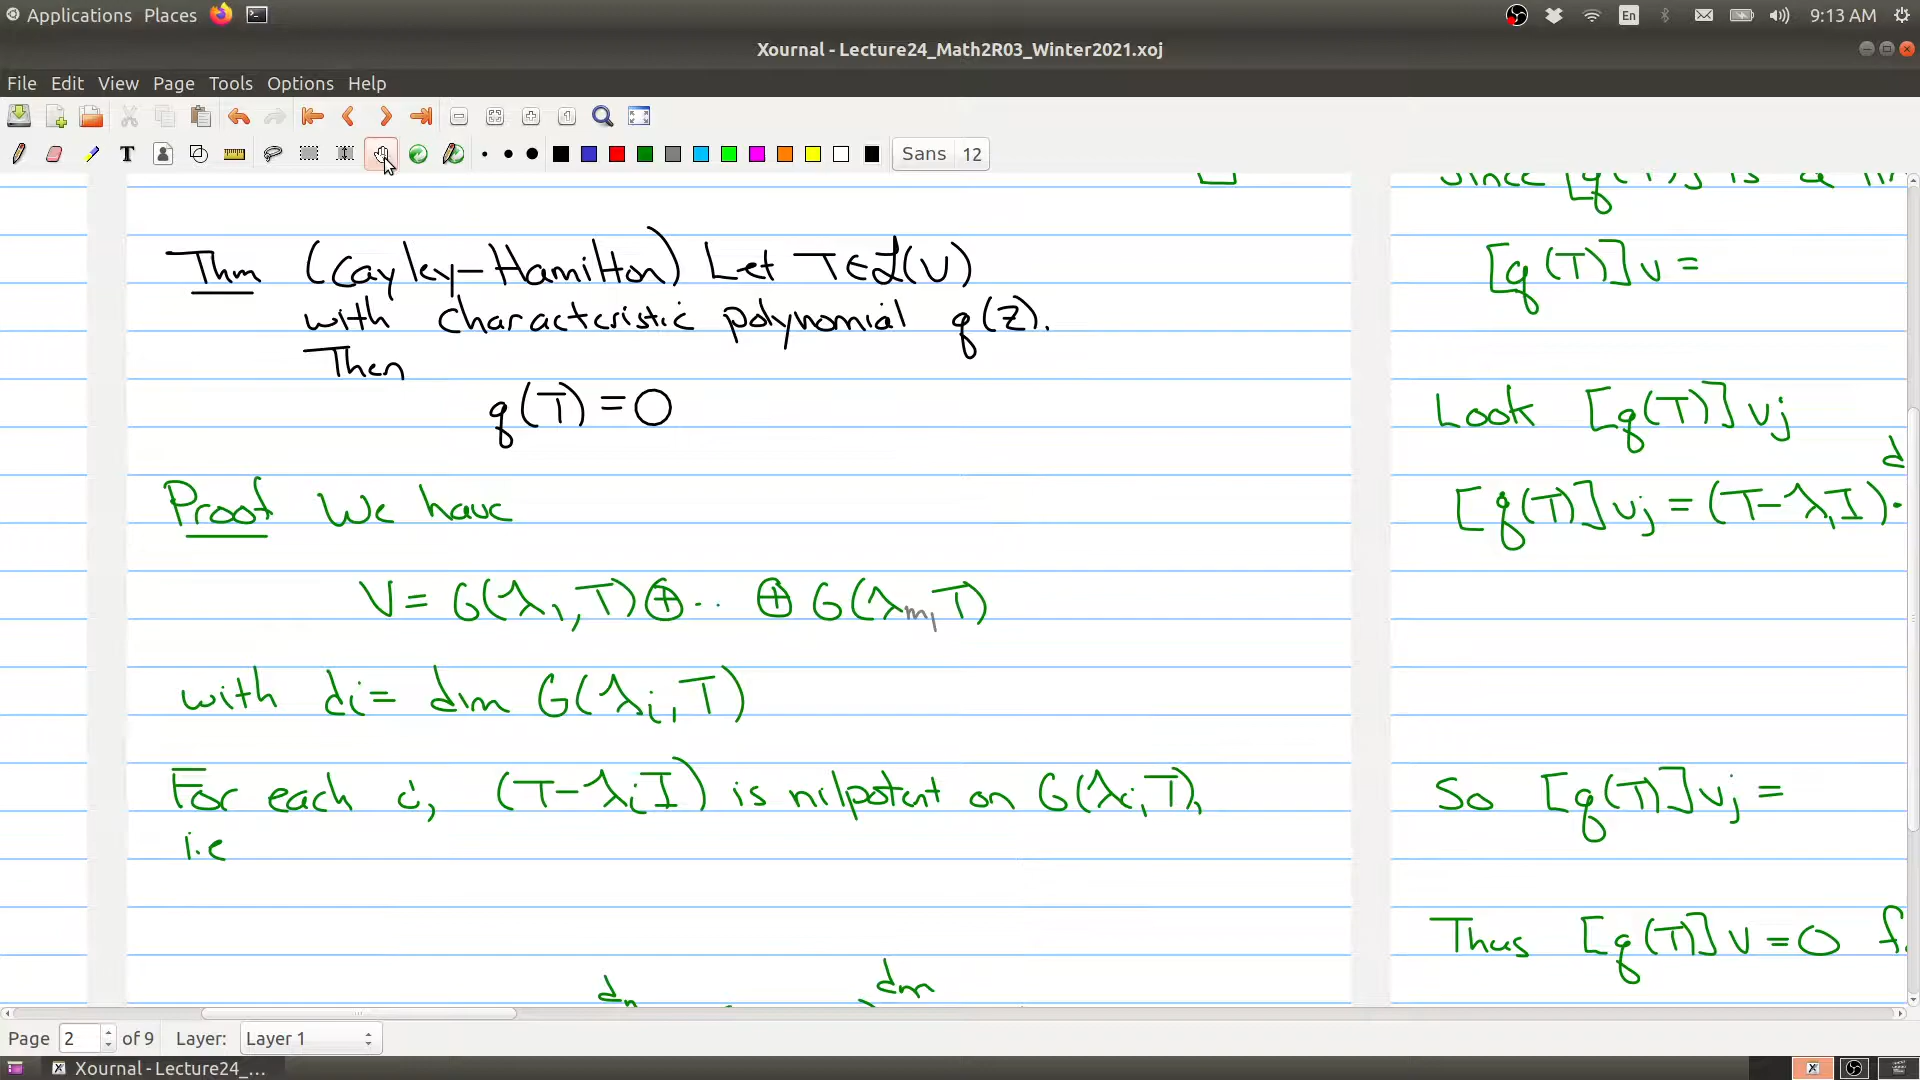 Applications Places En 9:13 AM
Xournal - Lecture24_Math2R03_Winter2021.xoj
File Edit View Page Tools Options Help
Sans 12
Thm (Cayley-Hamilton) Let T∈ℒ(V)
with characteristic polynomial q(z).
Then
q(T)=0
Proof We have
V= G(λ1,T)⊕.. ⊕G(λm,T)
with di= dim G(λi,T)
For each i, (T-λiI) is nilpotent on G(λi,T),
i.e
dm
[q(T)]v=
Look [q(T)]vj
d
[q(T)]vj=(T-λ1I)·
So [q(T)]vj=
Thus [q(T)]v=0 f
Page 2 of 9 Layer: Layer 1
Xournal - Lecture24_...